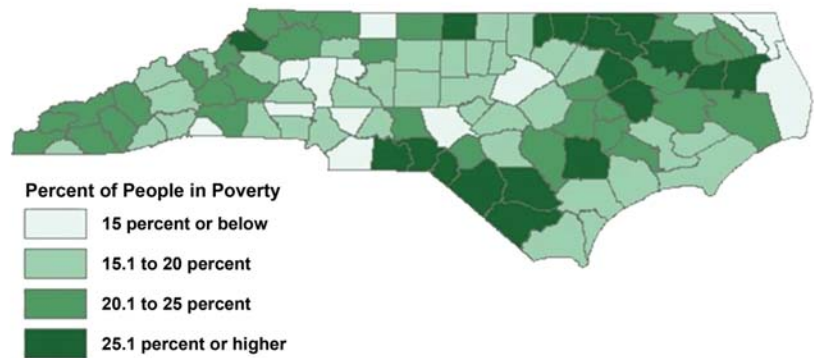 Percent of People in Poverty
15 percent or below
15.1 to 20 percent
20.1 to 25 percent
25.1 percent or higher